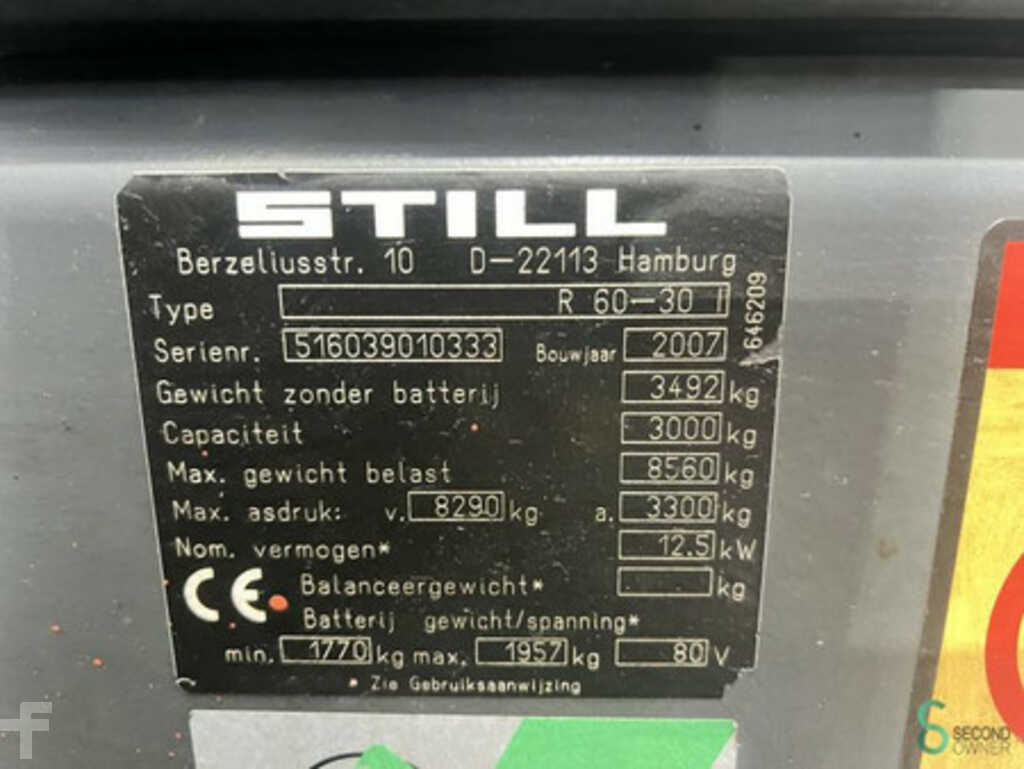 STILL
Berzeliusstr. 10 D-22113 Hamburg
Type R 60-30 I
646209
Serienr. 516039010333 Bouwjaar 2007
Gewicht zonder batterij 3492 kg
Capaciteit 3000 kg
Max. gewicht belast 8560 kg
Max. asdruk: v. 8290 kg a. 3300 kg
Nom. vermogen* 12.5 kW
CE
Balanceergewicht* kg
Batterij gewicht/spanning*
min. 1770 kg max. 1957 kg 80 V
* Zie Gebruiksaanwijzing
F
SECOND
OWNER